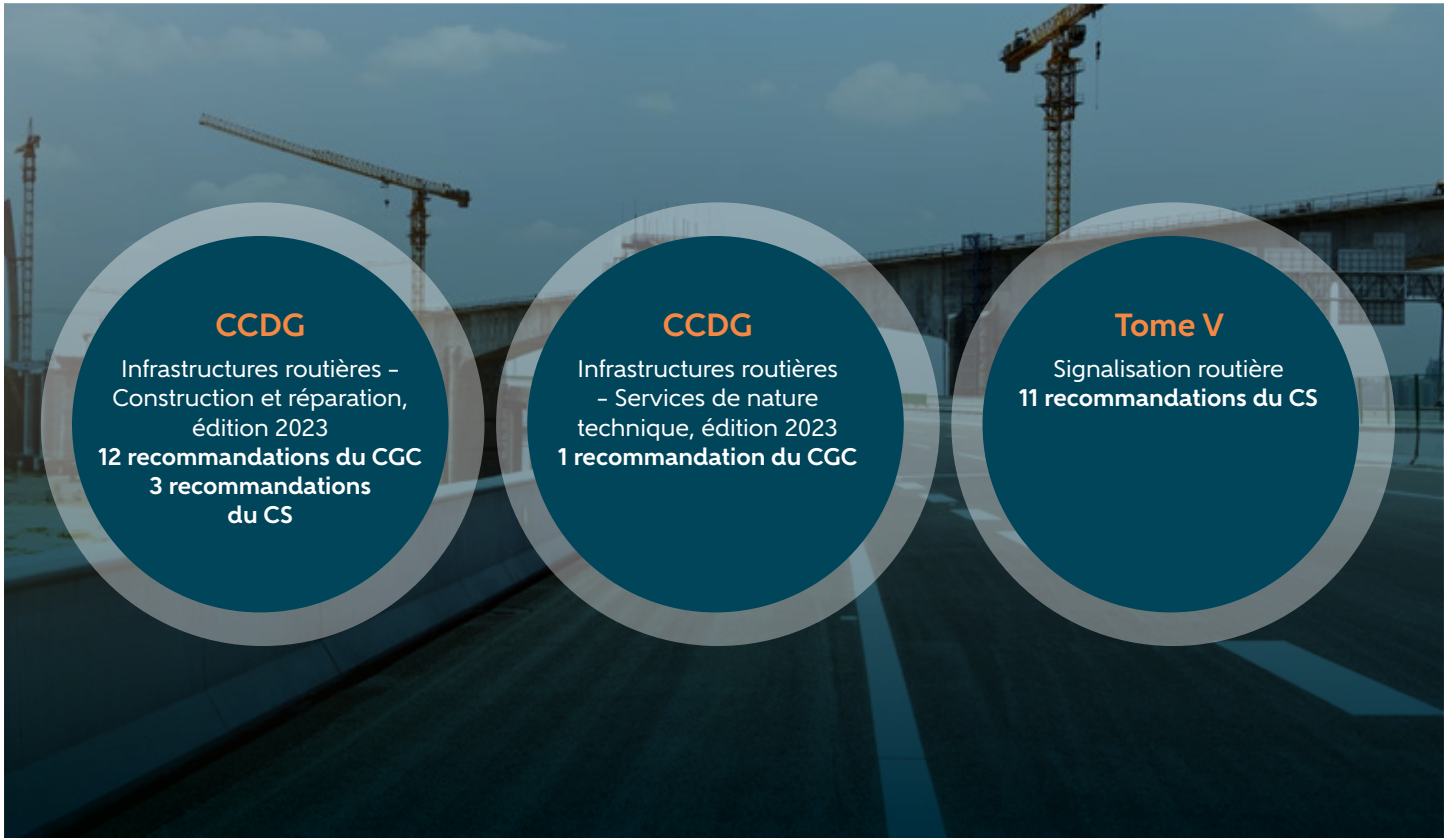 CCDG
Infrastructures routières –
Construction et réparation,
édition 2023
12 recommandations du CGC
3 recommandations
du CS
CCDG
Infrastructures routières
– Services de nature
technique, édition 2023
1 recommandation du CGC
Tome V
Signalisation routière
11 recommandations du CS